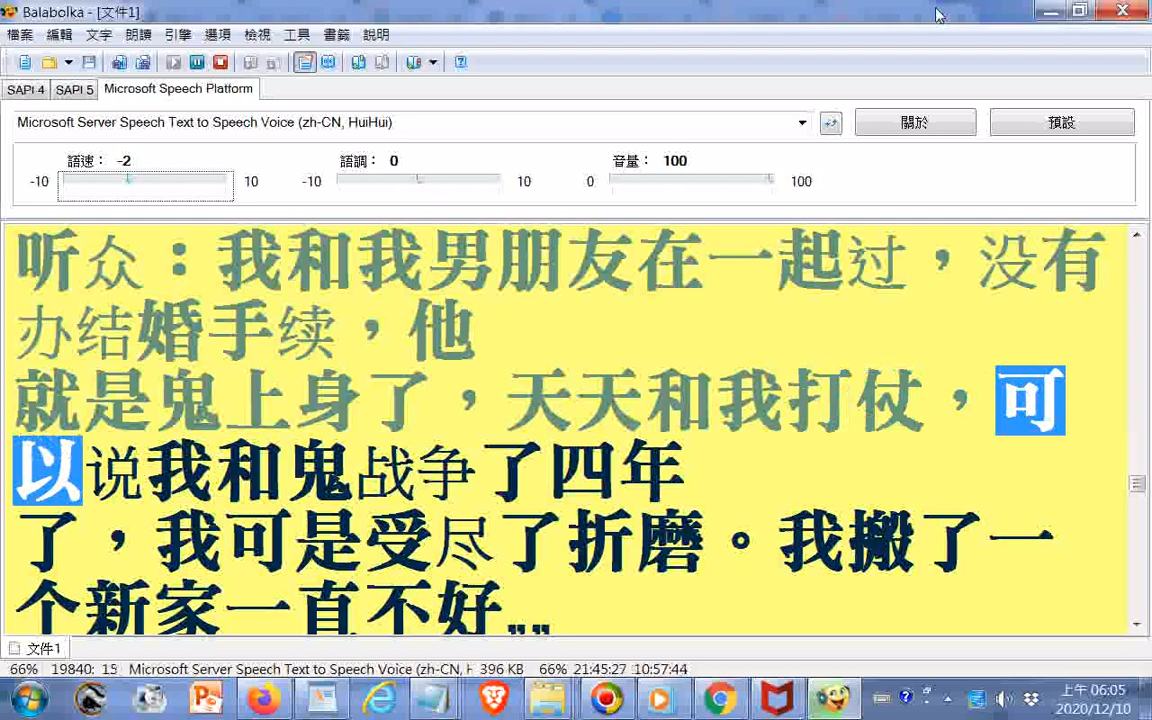 Balabolka - [文件1]
檔案 編輯 文字 朗讀 引擎 選項 檢視 工具 書籤 說明
SAPI 4 SAPI 5 Microsoft Speech Platform
Microsoft Server Speech Text to Speech Voice (zh-CN, HuiHui) 關於 預設
語速： -2 語調： 0 音量： 100
-10 10 -10 10 0 100
听众：我和我男朋友在一起过，没有
办结婚手续，他
就是鬼上身了，天天和我打仗，可
以说我和鬼战争了四年
了，我可是受尽了折磨。我搬了一
个新家一直不好,,,,
文件1
66% 19840: 15 Microsoft Server Speech Text to Speech Voice (zh-CN, H 396 KB 66% 21:45:27 10:57:44
上午 06:05
2020/12/10